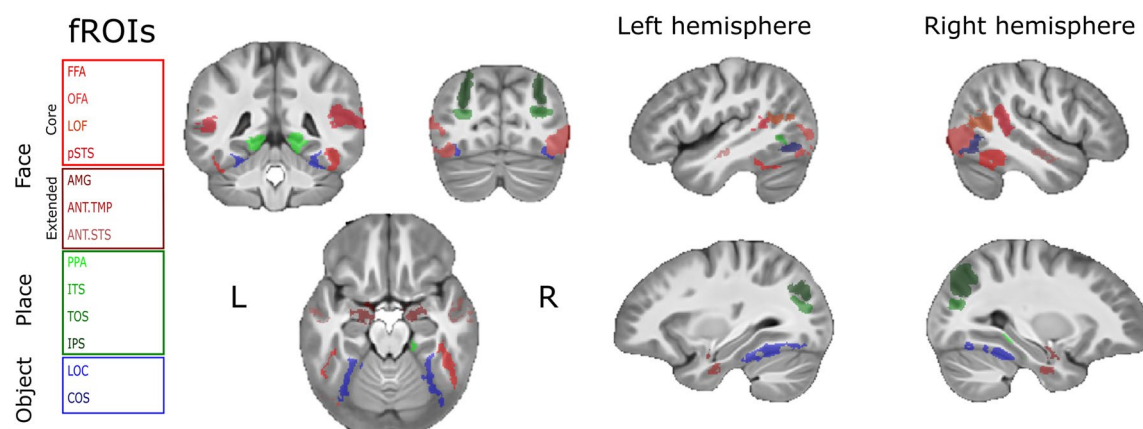 fROIs
Left hemisphere
Right hemisphere
Face
Core
FFA
OFA
LOF
pSTS
Extended
AMG
ANT.TMP
ANT.STS
Place
PPA
ITS
TOS
IPS
Object
LOC
COS
L
R